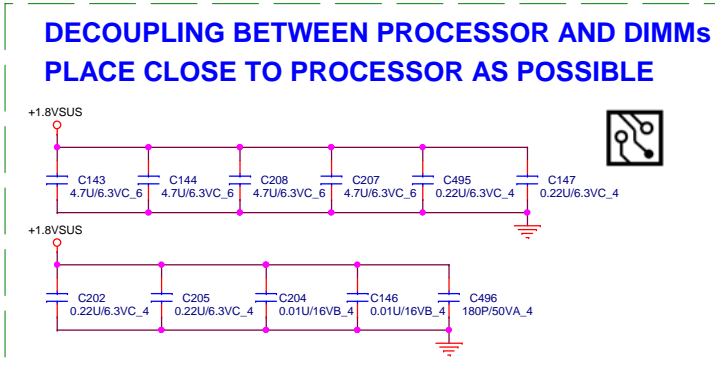 DECOUPLING BETWEEN PROCESSOR AND DIMMs
PLACE CLOSE TO PROCESSOR AS POSSIBLE
+1.8VSUS
C143 C144 C208 C207 C495 C147
4.7U/6.3VC_6 4.7U/6.3VC_6 4.7U/6.3VC_6 4.7U/6.3VC_6 0.22U/6.3VC_4 0.22U/6.3VC_4
+1.8VSUS
C202 C205 C204 C146 C496
0.22U/6.3VC_4 0.22U/6.3VC_4 0.01U/16VB_4 0.01U/16VB_4 180P/50VA_4